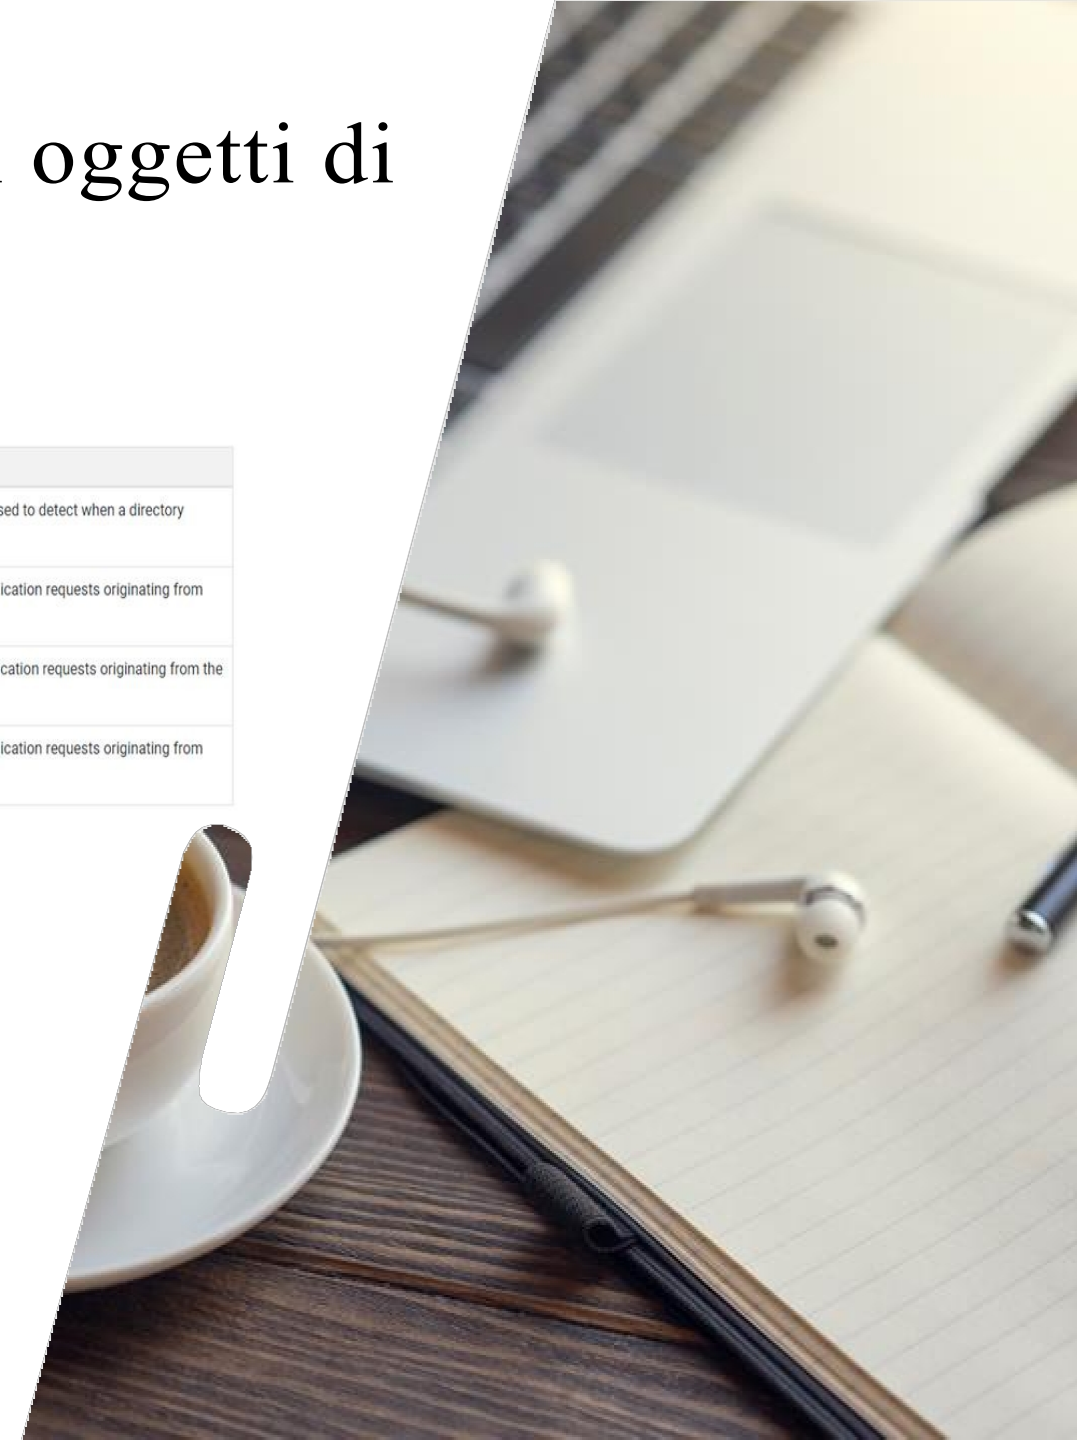 oggetti di
sed to detect when a directory
ication requests originating from
cation requests originating from the
ication requests originating from